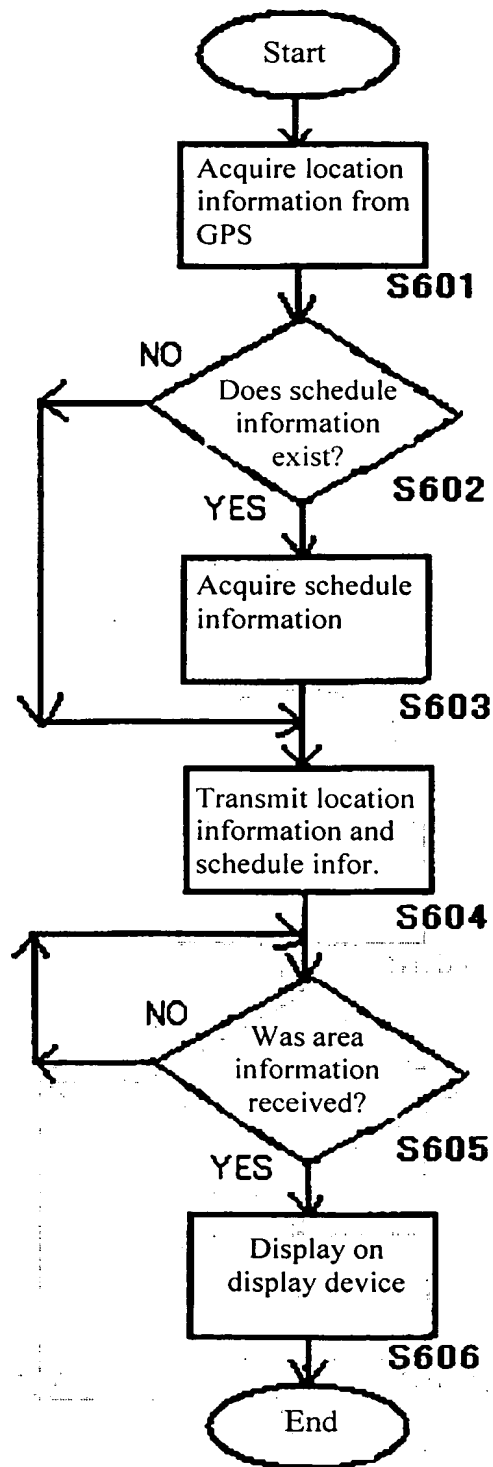 Start
Acquire location
information from
GPS
S601
NO
Does schedule
information
exist?
S602
YES
Acquire schedule
information
S603
Transmit location
information and
schedule infor.
S604
NO
Was area
information
received?
S605
YES
Display on
display device
S606
End